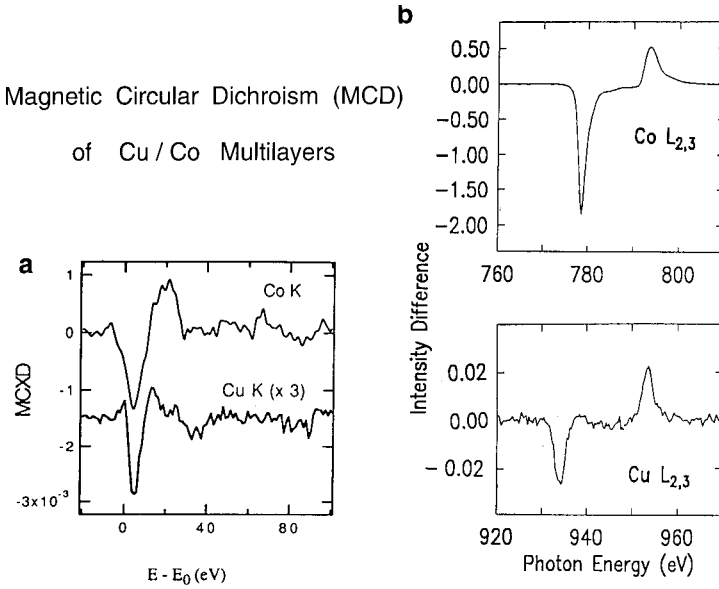 Magnetic Circular Dichroism (MCD)
of Cu / Co Multilayers
a
1
0
-1
-2
-3x10⁻³
MCXD
Co K
Cu K (x 3)
0
40
80
E - E₀ (eV)
b
0.50
0.00
-0.50
-1.00
-1.50
-2.00
Co L₂,₃
760
780
800
Intensity Difference
0.02
0.00
- 0.02
Cu L₂,₃
920
940
960
Photon Energy (eV)